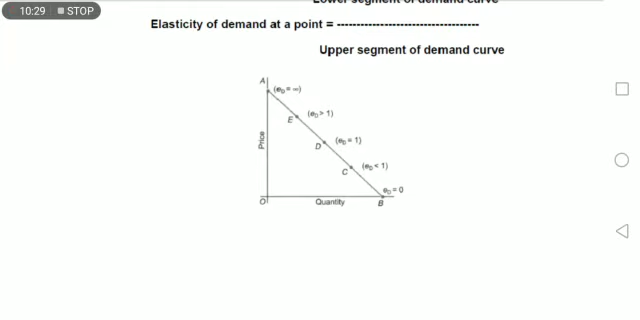 10:29 STOP
Lower segment of demand curve
Elasticity of demand at a point = ------------------------------------
Upper segment of demand curve
A
(eD = ∞)
E
(eD > 1)
D
(eD = 1)
C
(eD < 1)
eD = 0
Price
O
Quantity
B